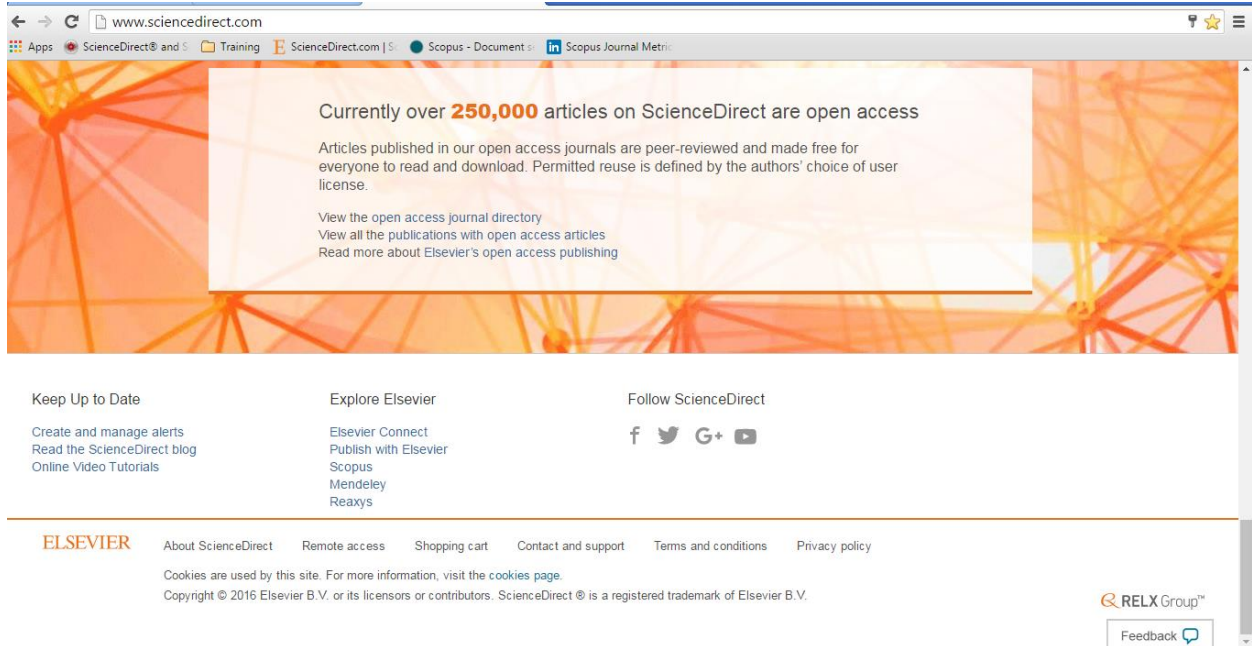 www.sciencedirect.com
Apps ScienceDirect® and S Training ScienceDirect.com | Sc Scopus - Document se in Scopus Journal Metric
Currently over 250,000 articles on ScienceDirect are open access
Articles published in our open access journals are peer-reviewed and made free for
everyone to read and download. Permitted reuse is defined by the authors' choice of user
license.
View the open access journal directory
View all the publications with open access articles
Read more about Elsevier's open access publishing
Keep Up to Date
Create and manage alerts
Read the ScienceDirect blog
Online Video Tutorials
Explore Elsevier
Elsevier Connect
Publish with Elsevier
Scopus
Mendeley
Reaxys
Follow ScienceDirect
f G+
ELSEVIER About ScienceDirect Remote access Shopping cart Contact and support Terms and conditions Privacy policy
Cookies are used by this site. For more information, visit the cookies page.
Copyright © 2016 Elsevier B.V. or its licensors or contributors. ScienceDirect ® is a registered trademark of Elsevier B.V.
RELX Group™
Feedback